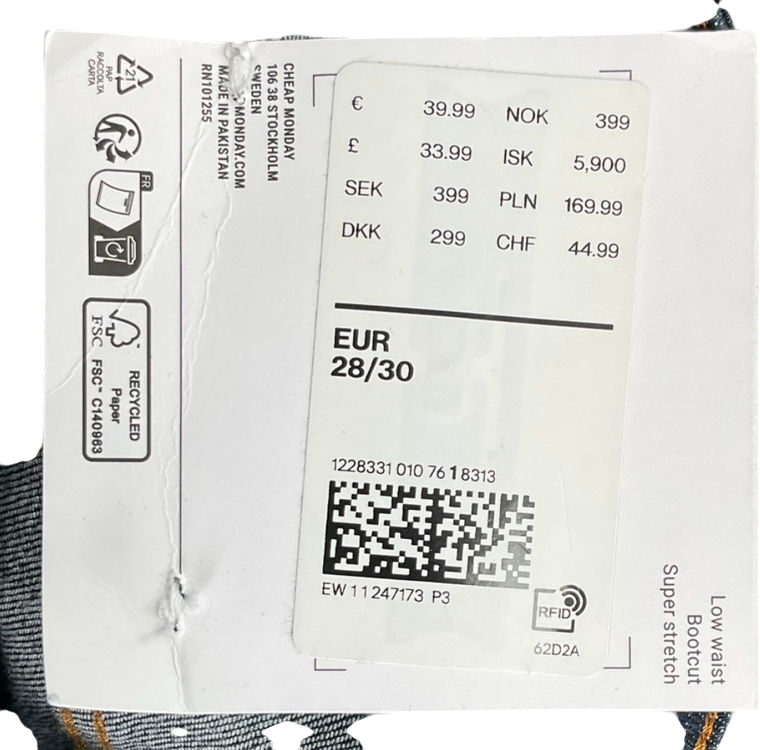 € 39.99 NOK 399
£ 33.99 ISK 5,900
SEK 399 PLN 169.99
DKK 299 CHF 44.99
EUR
28/30
1228331 010 76 1 8313
EW 11 247173 P3
RFID
62D2A
Low waist
Bootcut
Super stretch
CHEAP MONDAY
106 38 STOCKHOLM
SWEDEN
MONDAY.COM
MADE IN PAKISTAN
RN101255
21
PAP
RACCOLTA
CARTA
FR
RECYCLED
Paper
FSC
FSC™ C140963